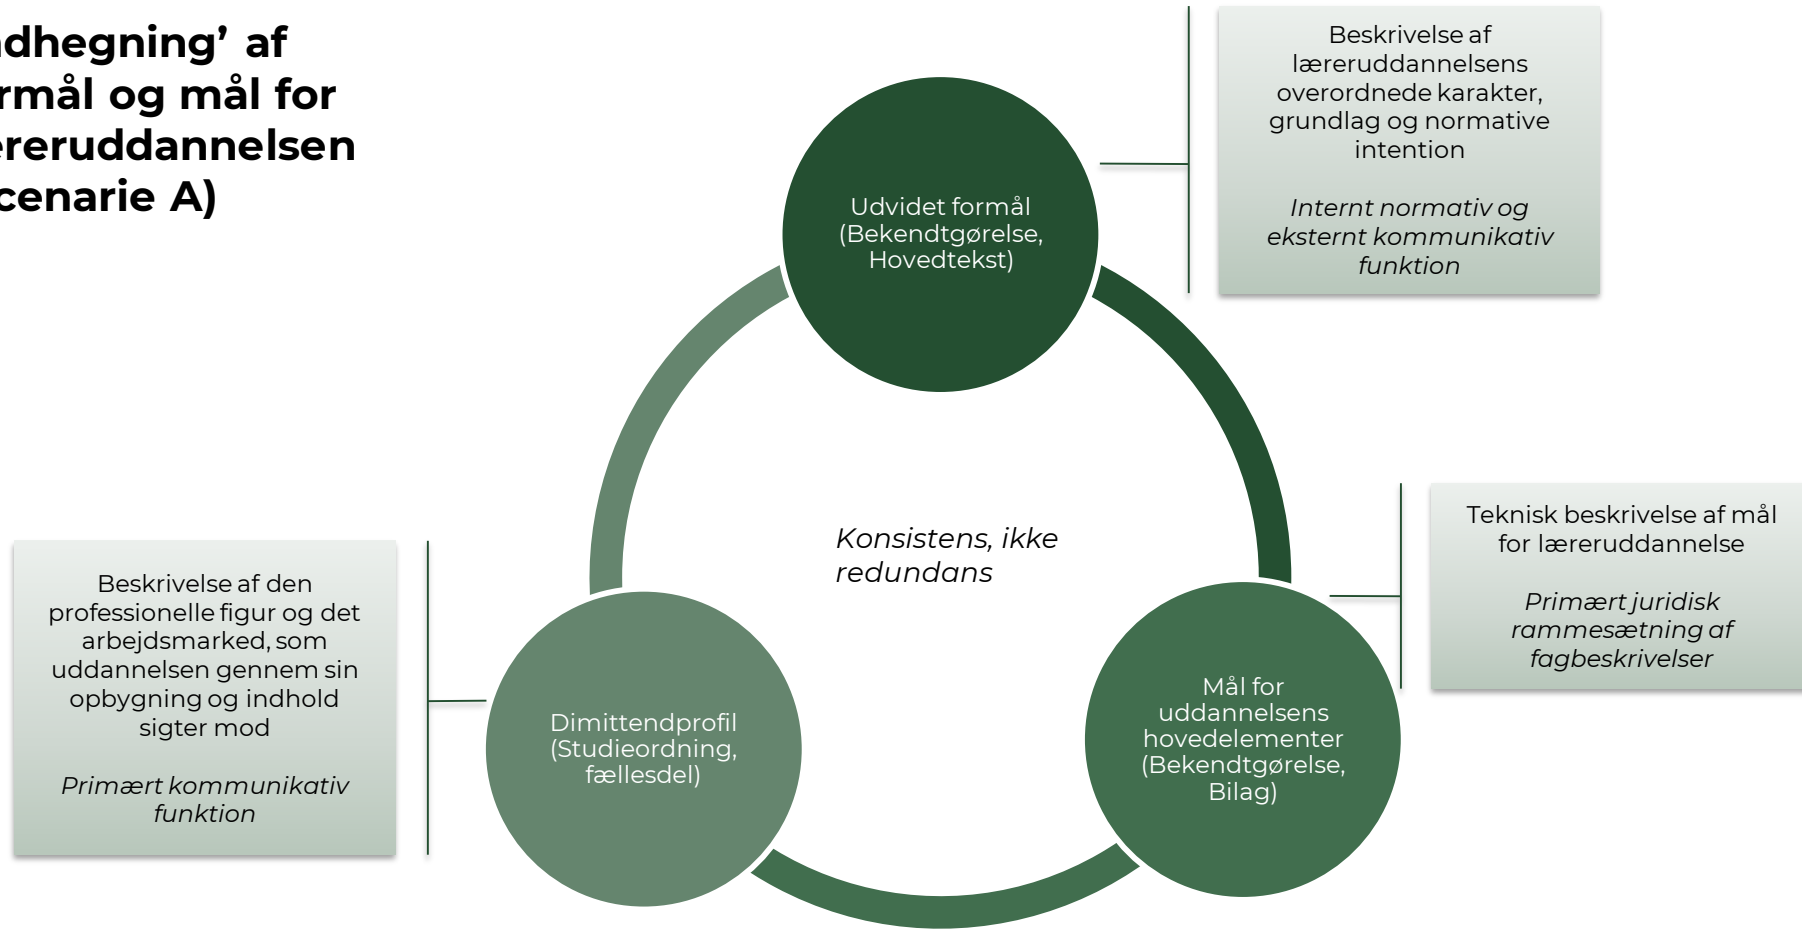 ndhegning’ af
rmål og mål for
reruddannelsen
cenarie A)
Beskrivelse af
læreruddannelsens
overordnede karakter,
grundlag og normative
intention
Internt normativ og
eksternt kommunikativ
funktion
Udvidet formål
(Bekendtgørelse,
Hovedtekst)
Konsistens, ikke
redundans
Teknisk beskrivelse af mål
for læreruddannelse
Primært juridisk
rammesætning af
fagbeskrivelser
Mål for
uddannelsens
hovedelementer
(Bekendtgørelse,
Bilag)
Dimittendprofil
(Studieordning,
fællesdel)
Beskrivelse af den
professionelle figur og det
arbejdsmarked, som
uddannelsen gennem sin
opbygning og indhold
sigter mod
Primært kommunikativ
funktion